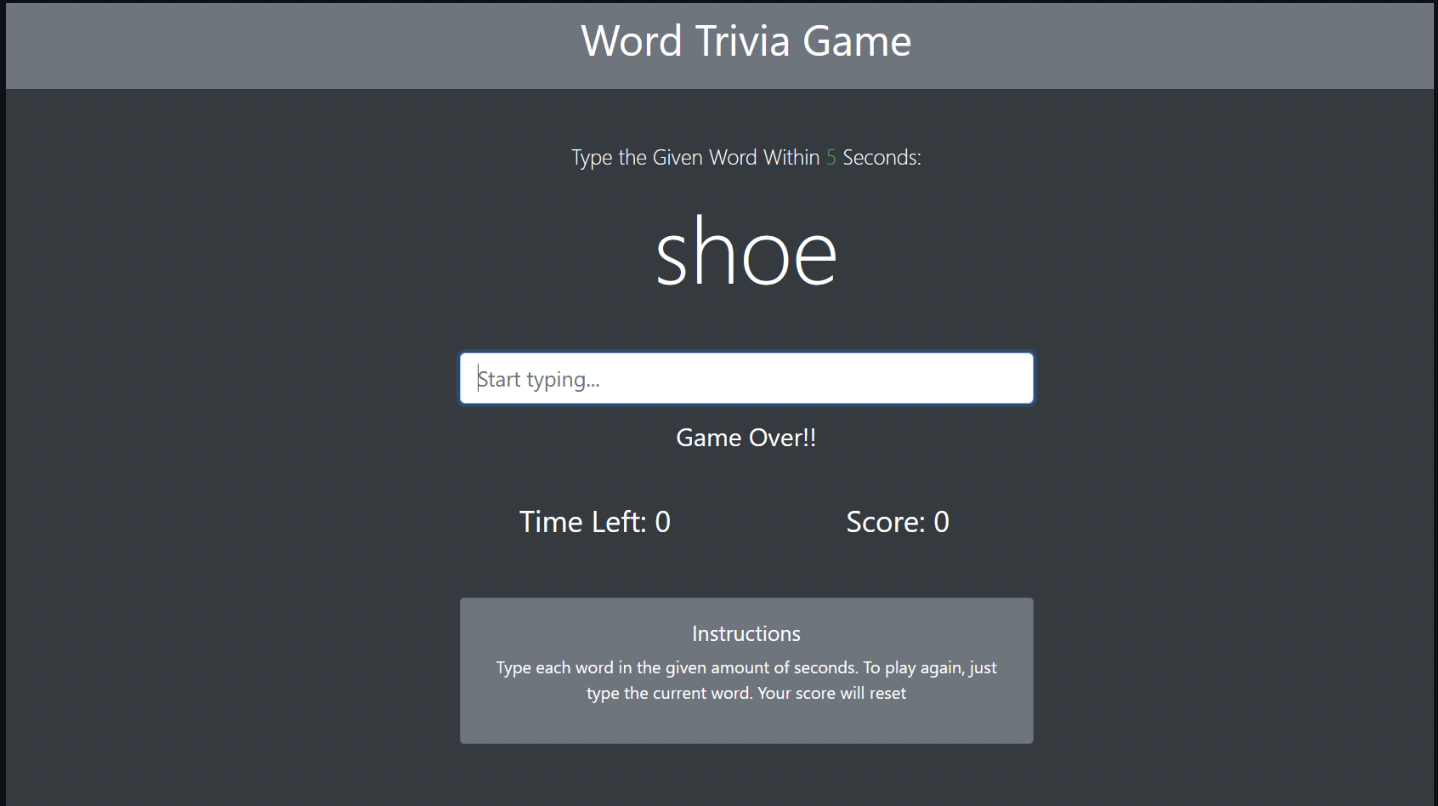 Word Trivia Game
Type the Given Word Within 5 Seconds:
shoe
Start typing...
Game Over!!
Time Left: 0 Score: 0
Instructions
Type each word in the given amount of seconds. To play again, just
type the current word. Your score will reset